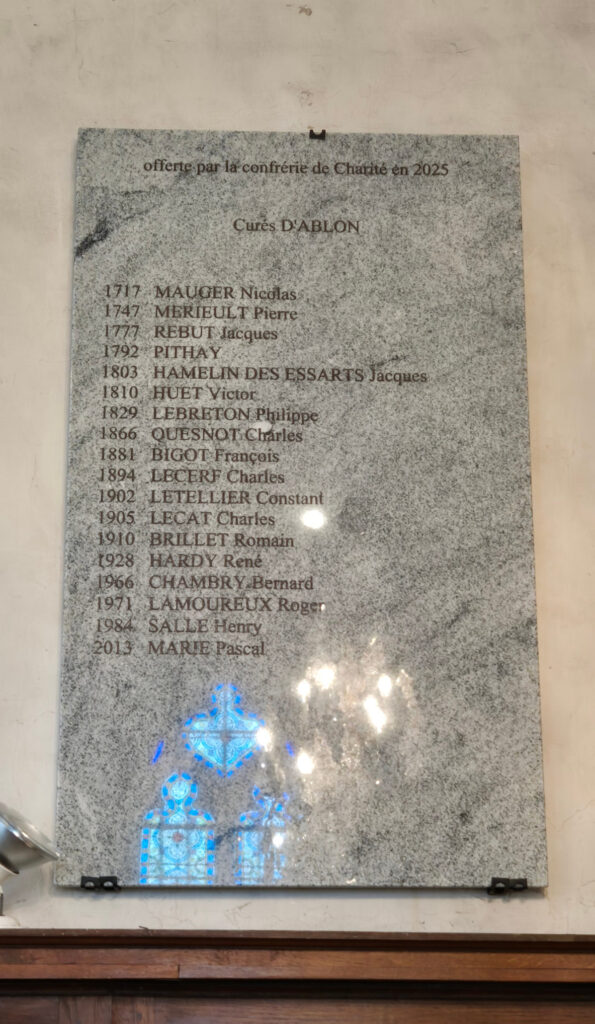 offerte par la confrérie de Charité en 2025
Curés D'ABLON
1717 MAUGER Nicolas
1747 MERIEULT Pierre
1777 REBUT Jacques
1792 PITHAY
1803 HAMELIN DES ESSARTS Jacques
1810 HUET Victor
1829 LEBRETON Philippe
1866 QUESNOT Charles
1881 BIGOT François
1894 LECERF Charles
1902 LETELLIER Constant
1905 LECAT Charles
1910 BRILLET Romain
1928 HARDY René
1966 CHAMBRY Bernard
1971 LAMOUREUX Roger
1984 SALLE Henry
2013 MARIE Pascal